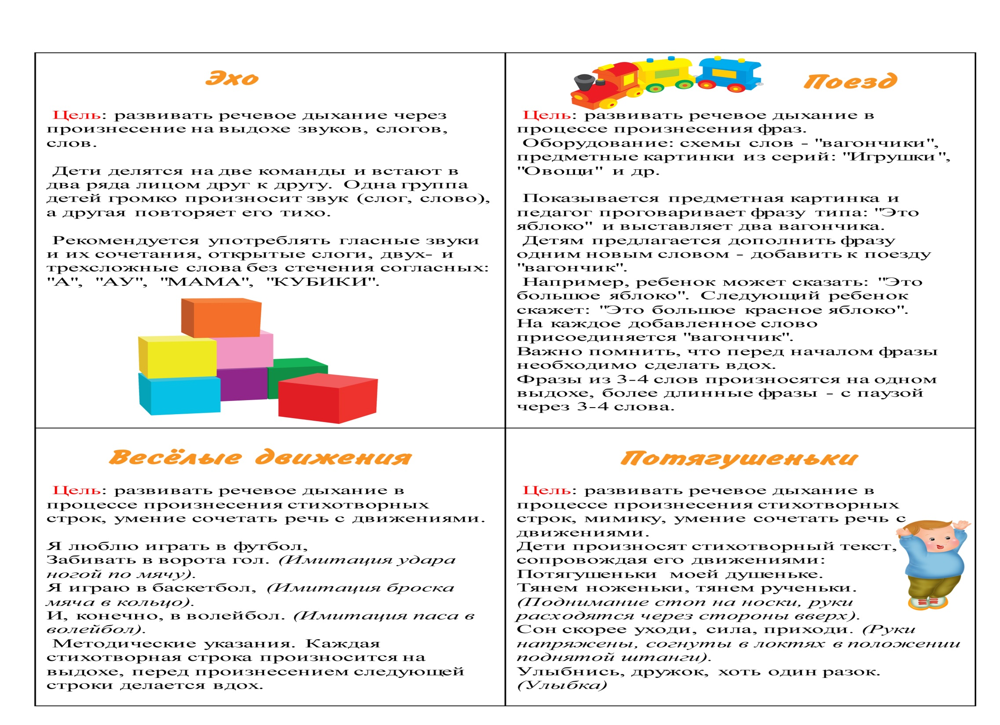 Эхо
Цель: развивать речевое дыхание через
произнесение на выдохе звуков, слогов,
слов.
Дети делятся на две команды и встают в
два ряда лицом друг к другу. Одна группа
детей громко произносит звук (слог, слово),
а другая повторяет его тихо.
Рекомендуется употреблять гласные звуки
и их сочетания, открытые слоги, двух- и
трехсложные слова без стечения согласных:
"А", "АУ", "МАМА", "КУБИКИ".
Поезд
Цель: развивать речевое дыхание в
процессе произнесения фраз.
Оборудование: схемы слов - "вагончики",
предметные картинки из серий: "Игрушки",
"Овощи" и др.
Показывается предметная картинка и
педагог проговаривает фразу типа: "Это
яблоко" и выставляет два вагончика.
Детям предлагается дополнить фразу
одним новым словом - добавить к поезду
"вагончик".
Например, ребенок может сказать: "Это
большое яблоко". Следующий ребенок
скажет: "Это большое красное яблоко".
На каждое добавленное слово
присоединяется "вагончик".
Важно помнить, что перед началом фразы
необходимо сделать вдох.
Фразы из 3-4 слов произносятся на одном
выдохе, более длинные фразы - с паузой
через 3-4 слова.
Весёлые движения
Цель: развивать речевое дыхание в
процессе произнесения стихотворных
строк, умение сочетать речь с движениями.
Я люблю играть в футбол,
Забивать в ворота гол. (Имитация удара
ногой по мячу).
Я играю в баскетбол, (Имитация броска
мяча в кольцо).
И, конечно, в волейбол. (Имитация паса в
волейбол).
Методические указания. Каждая
стихотворная строка произносится на
выдохе, перед произнесением следующей
строки делается вдох.
Потягушеньки
Цель: развивать речевое дыхание в
процессе произнесения стихотворных
строк, мимику, умение сочетать речь с
движениями.
Дети произносят стихотворный текст,
сопровождая его движениями:
Потягушеньки моей душеньке.
Тянем ноженьки, тянем рученьки.
(Поднимание стоп на носки, руки
расходятся через стороны вверх).
Сон скорее уходи, сила, приходи. (Руки
напряжены, согнуты в локтях в положении
поднятой штанги).
Улыбнись, дружок, хоть один разок.
(Улыбка)